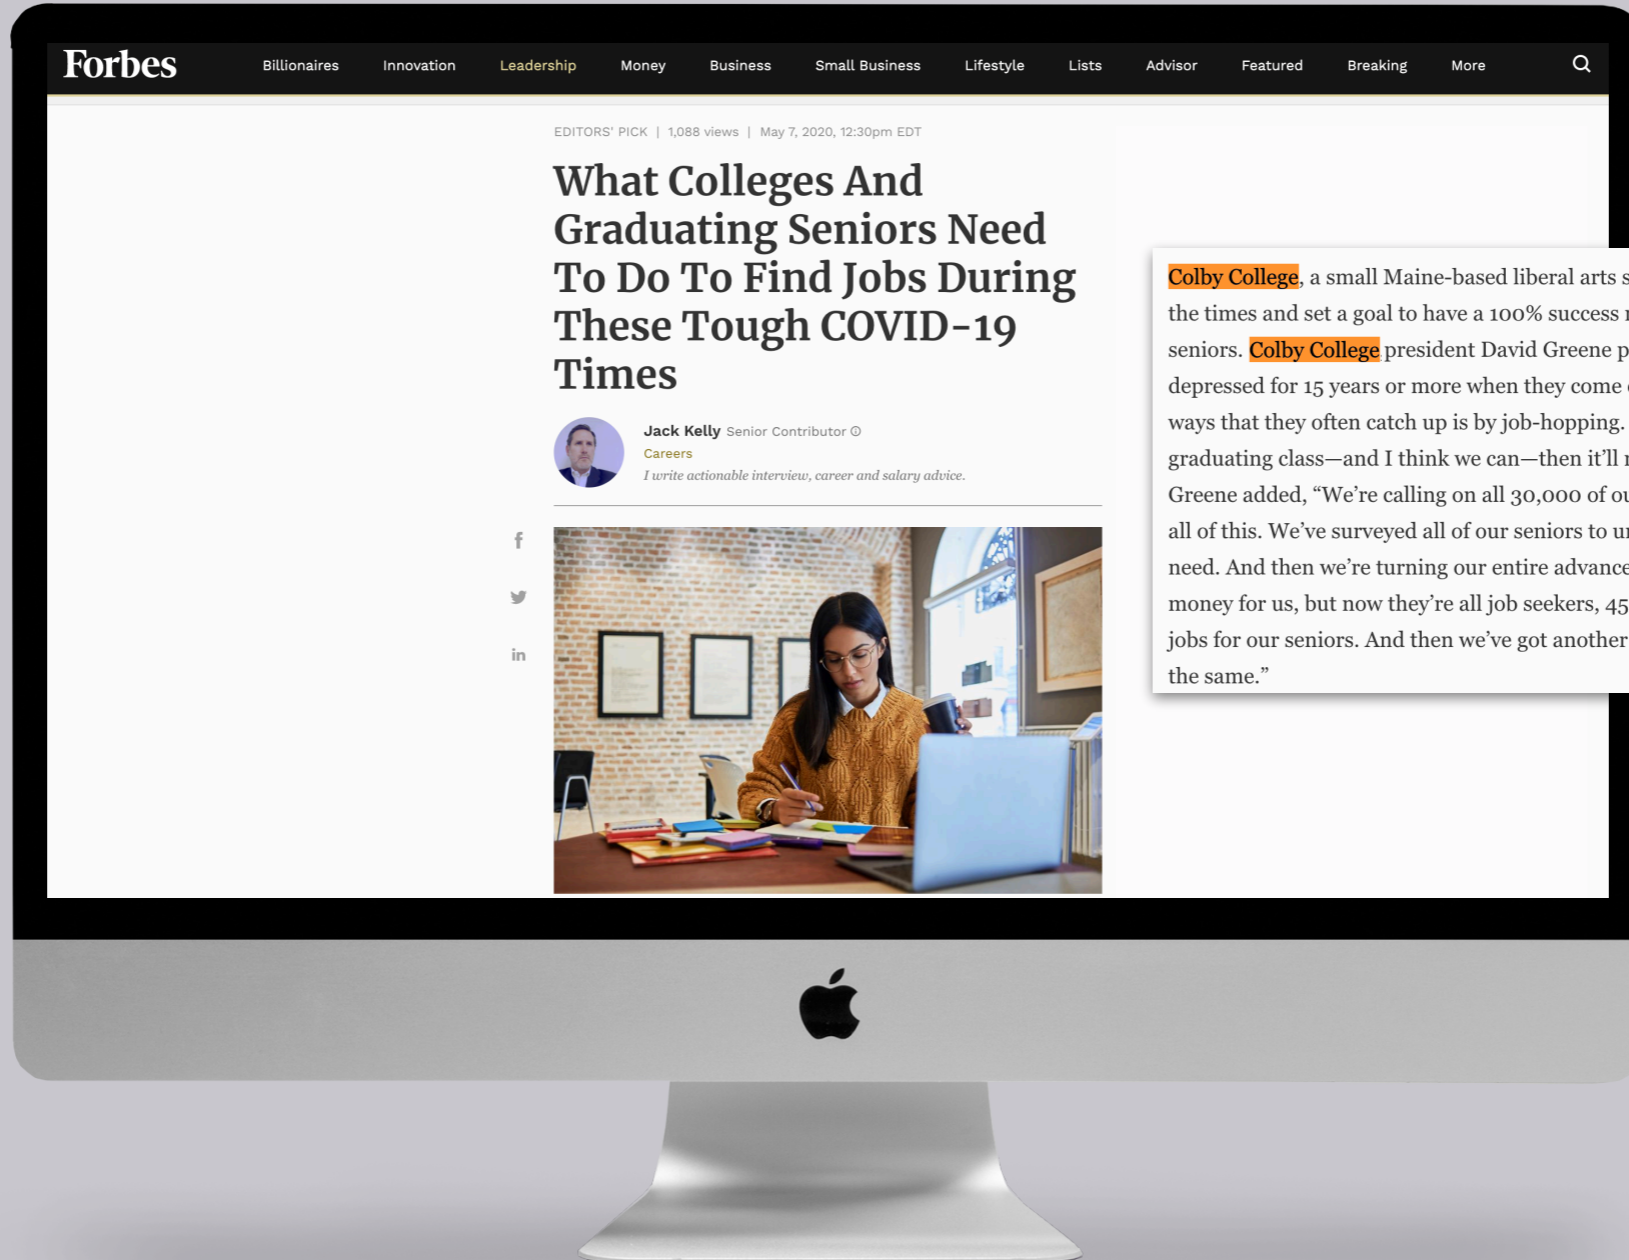 Forbes
Billionaires Innovation Leadership Money Business Small Business Lifestyle Lists Advisor Featured Breaking More
EDITORS' PICK | 1,088 views | May 7, 2020, 12:30pm EDT
What Colleges And
Graduating Seniors Need
To Do To Find Jobs During
These Tough COVID-19
Times
Jack Kelly Senior Contributor
Careers
I write actionable interview, career and salary advice.
Colby College, a small Maine-based liberal arts
the times and set a goal to have a 100% success
seniors. Colby College president David Greene
depressed for 15 years or more when they come
ways that they often catch up is by job-hopping.
graduating class—and I think we can—then it'll
Greene added, “We're calling on all 30,000 of
all of this. We've surveyed all of our seniors to
need. And then we're turning our entire
money for us, but now they're all job seekers, 45
jobs for our seniors. And then we've got another
the same.”